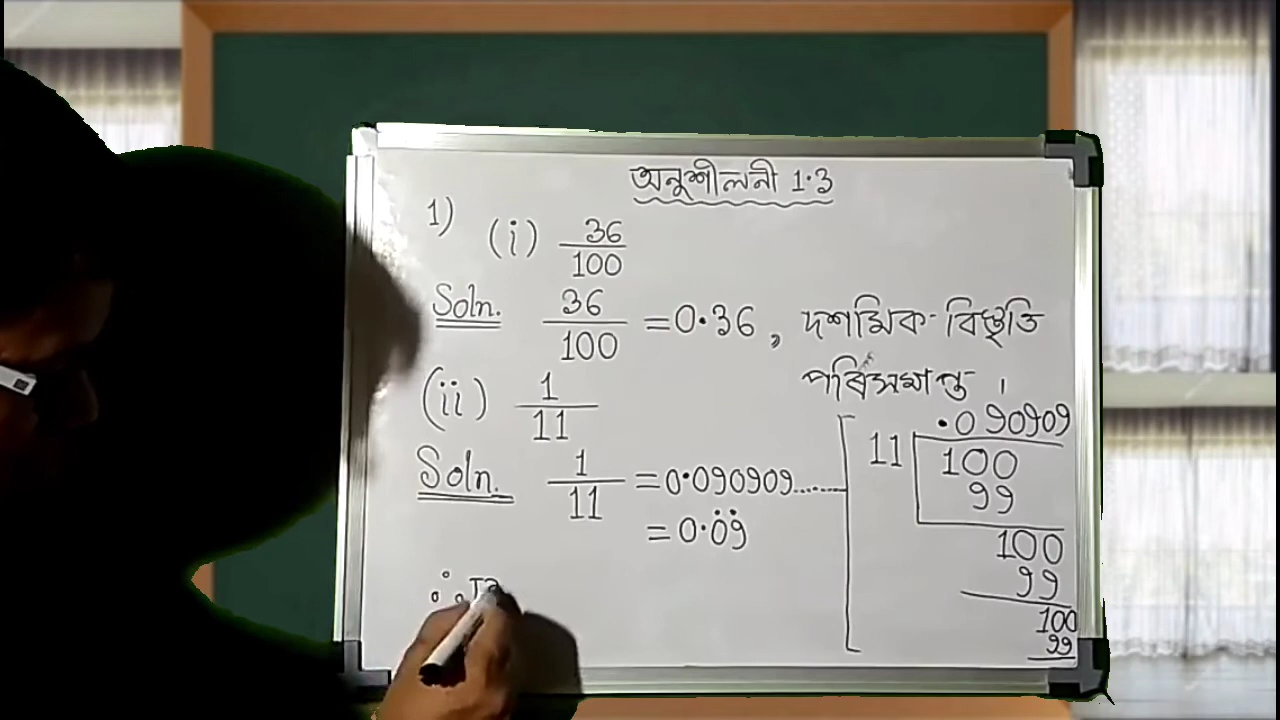 অনুশীলনী 1.3
1) (i) 36/100
Soln. 36/100 = 0.36, দশমিক বিস্তৃতি
পৰিসমাপ্ত ।
(ii) 1/11
Soln. 1/11 = 0.090909........
= 0.0̇9̇
∴
.090909
11 100
99
100
99
100
99